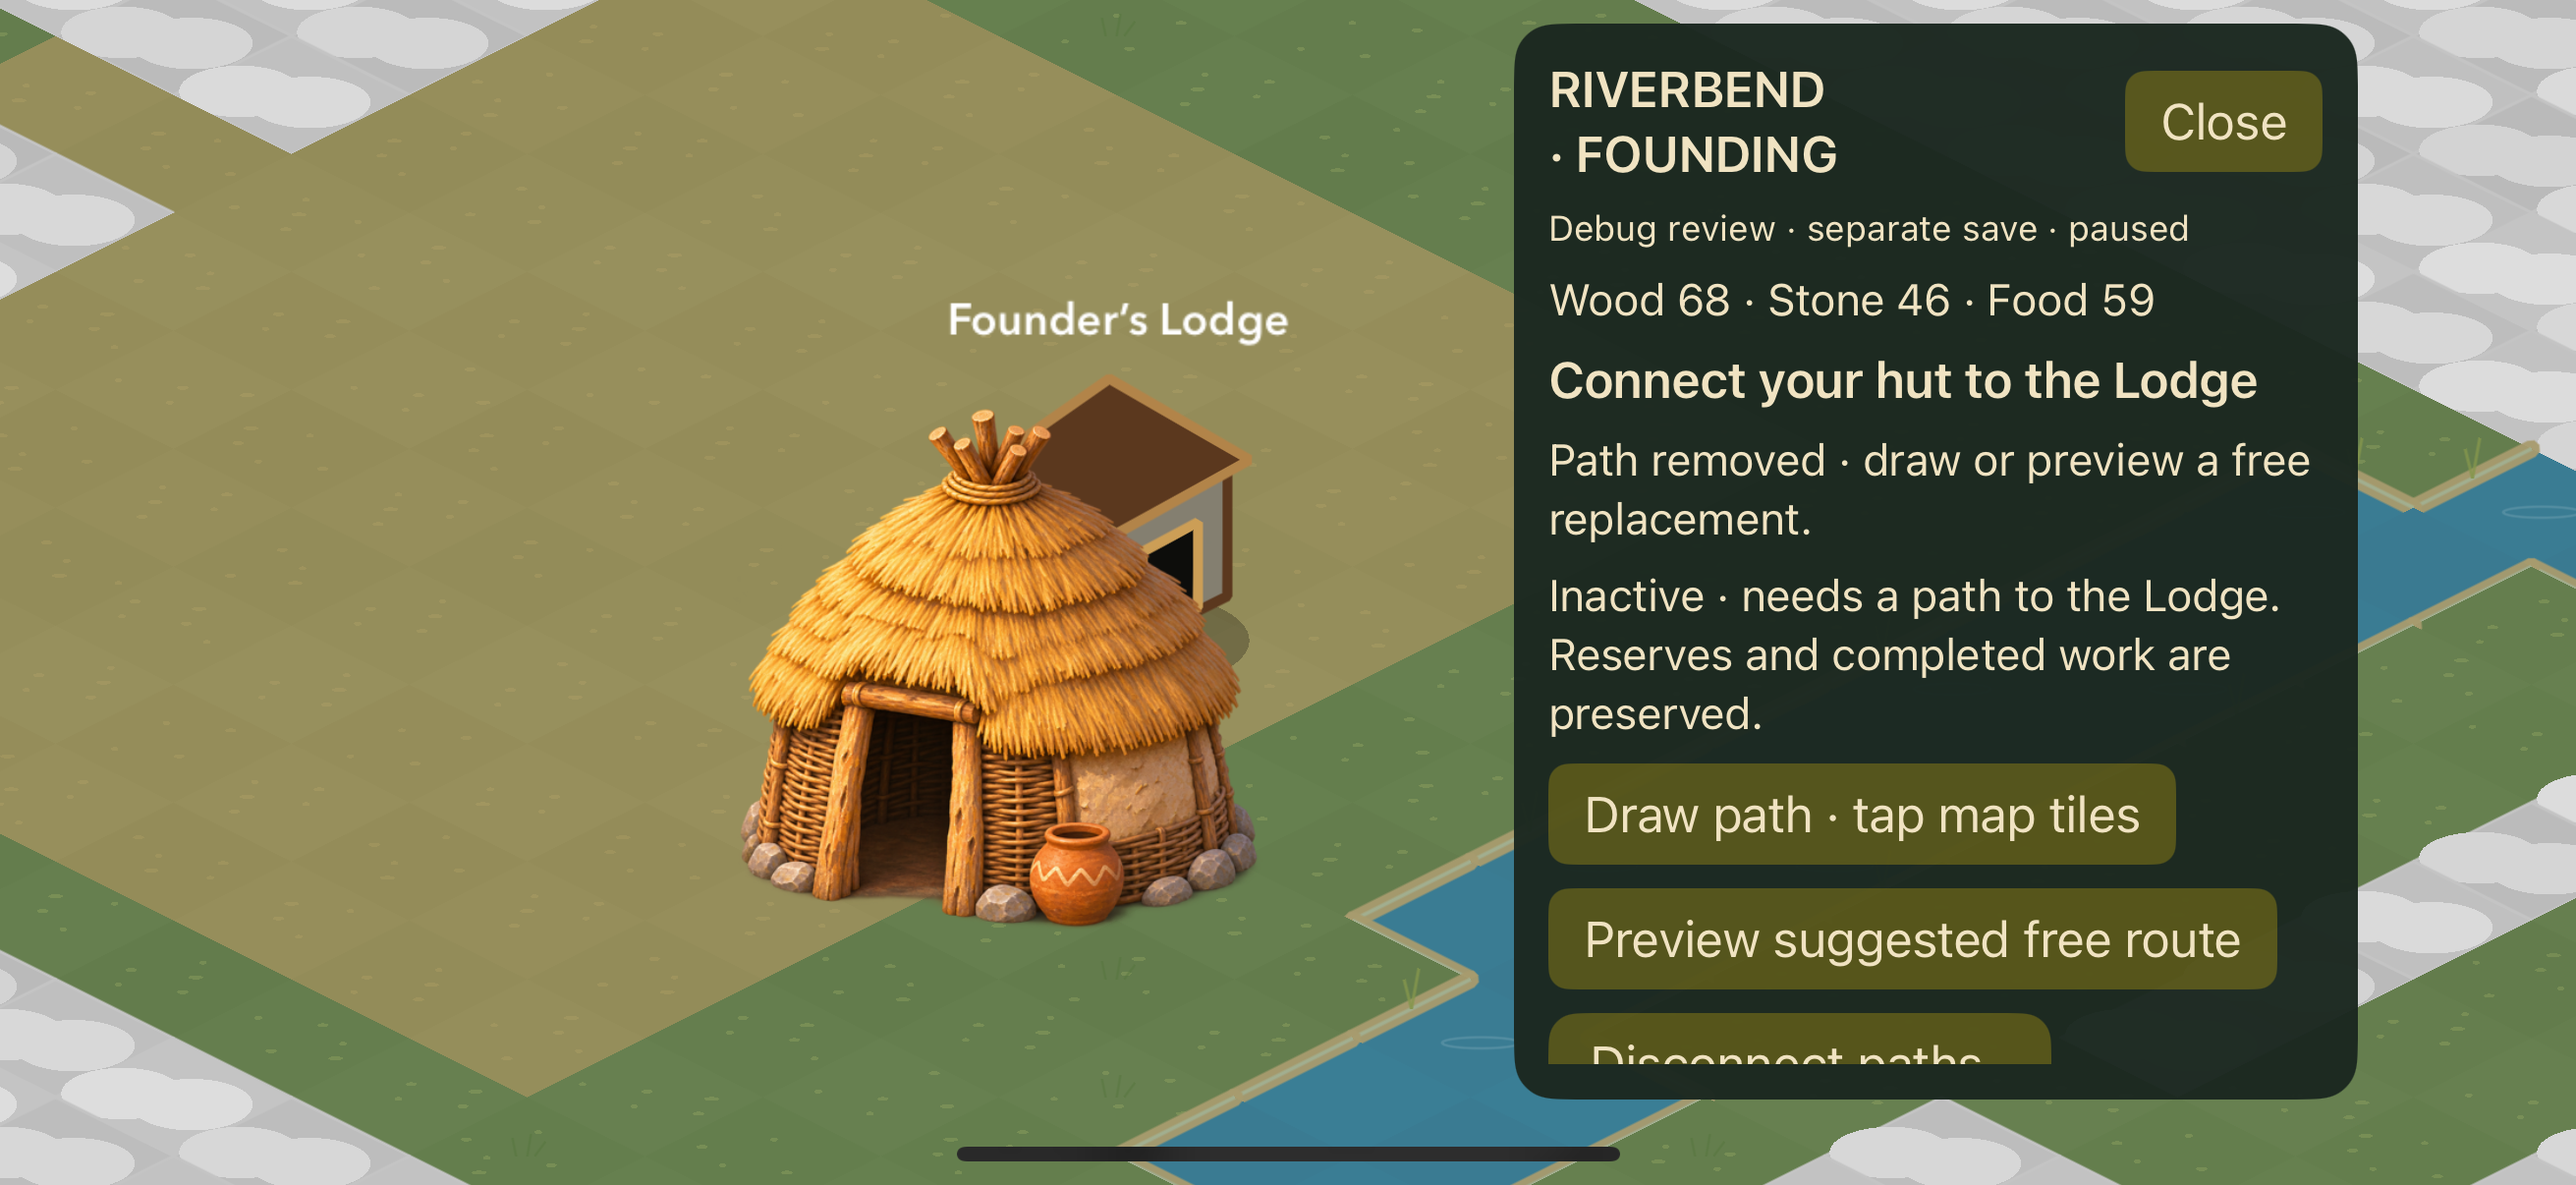 RIVERBEND
· FOUNDING
Close
Debug review · separate save · paused
Wood 68 · Stone 46 · Food 59
Connect your hut to the Lodge
Path removed · draw or preview a free
replacement.
Inactive · needs a path to the Lodge.
Reserves and completed work are
preserved.
Draw path · tap map tiles
Preview suggested free route
Disconnect paths
Founder’s Lodge